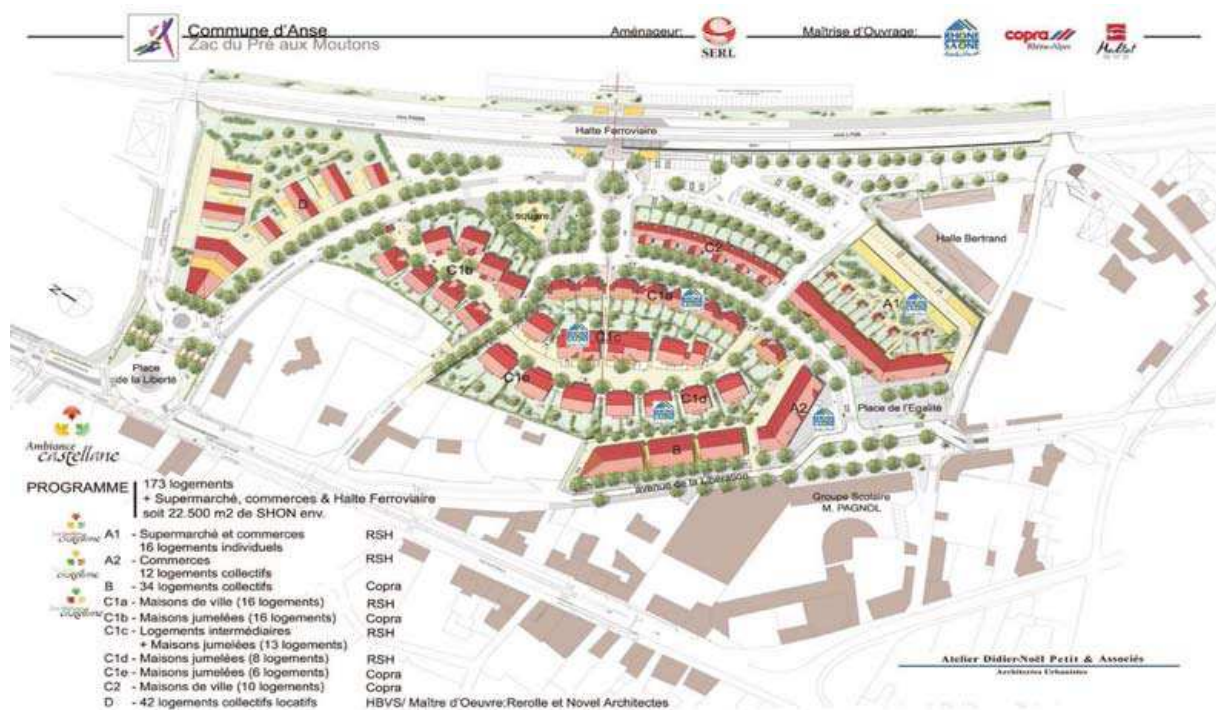 Commune d'Anse
Zac du Pré aux Moutons
Aménageur:
SERL
Maîtrise d'Ouvrage:
RHONE
SAONE
copra
Rhône-Alpes
Halte Ferroviaire
D
square
C2
Halle Bertrand
C1b
C1a
A1
N
C1c
Place
de la Liberté
C1e
C1d
A2
Place de l'Egalité
B
avenue de la Libération
Groupe Scolaire
M. PAGNOL
Ambiance
castellane
PROGRAMME
173 logements
+ Supermarché, commerces & Halte Ferroviaire
soit 22.500 m2 de SHON env.
A1 - Supermarché et commerces RSH
16 logements individuels
A2 - Commerces RSH
12 logements collectifs
B - 34 logements collectifs Copra
C1a - Maisons de ville (16 logements) RSH
C1b - Maisons jumelées (16 logements) Copra
C1c - Logements intermédiaires RSH
+ Maisons jumelées (13 logements)
C1d - Maisons jumelées (8 logements) RSH
C1e - Maisons jumelées (6 logements) Copra
C2 - Maisons de ville (10 logements) Copra
D - 42 logements collectifs locatifs HBVS/ Maître d'Oeuvre:Rerolle et Novel Architectes
Atelier Didier-Noël Petit & Associés
Architectes Urbanistes